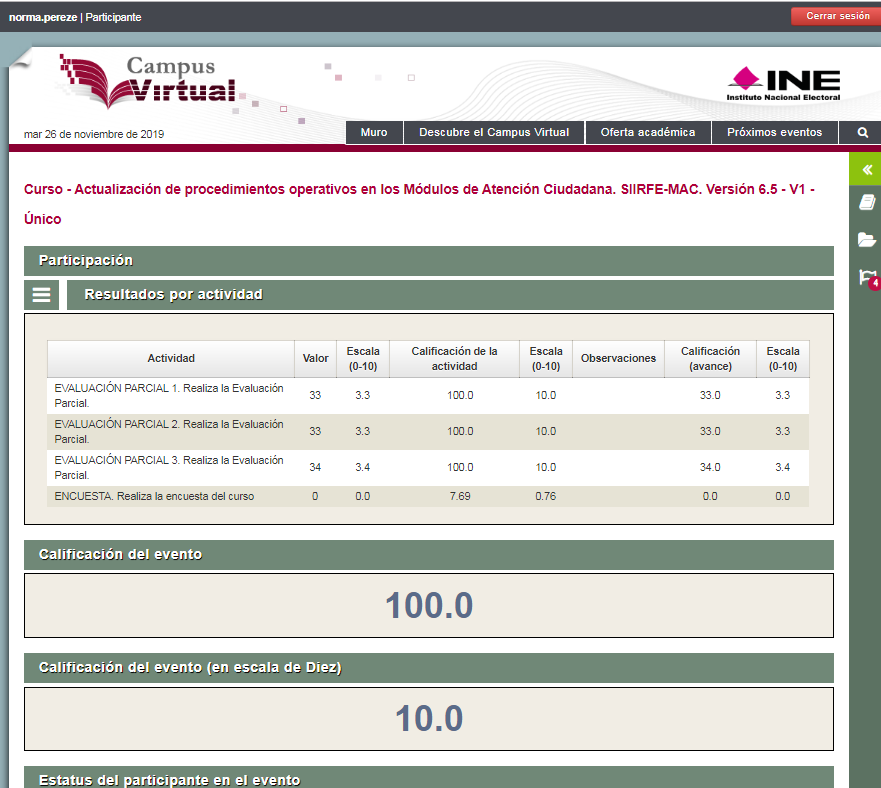 norma.pereze | Participante
Cerrar sesión
Campus
Virtual
INE
Instituto Nacional Electoral
mar 26 de noviembre de 2019
Muro
Descubre el Campus Virtual
Oferta académica
Próximos eventos
Curso - Actualización de procedimientos operativos en los Módulos de Atención Ciudadana. SIIRFE-MAC. Versión 6.5 - V1 -
Único
4
Participación
Resultados por actividad
Actividad Valor Escala (0-10) Calificación de la actividad Escala (0-10) Observaciones Calificación (avance) Escala (0-10)
EVALUACIÓN PARCIAL 1. Realiza la Evaluación Parcial. 33 3.3 100.0 10.0 33.0 3.3
EVALUACIÓN PARCIAL 2. Realiza la Evaluación Parcial. 33 3.3 100.0 10.0 33.0 3.3
EVALUACIÓN PARCIAL 3. Realiza la Evaluación Parcial. 34 3.4 100.0 10.0 34.0 3.4
ENCUESTA. Realiza la encuesta del curso 0 0.0 7.69 0.76 0.0 0.0
Calificación del evento
100.0
Calificación del evento (en escala de Diez)
10.0
Estatus del participante en el evento